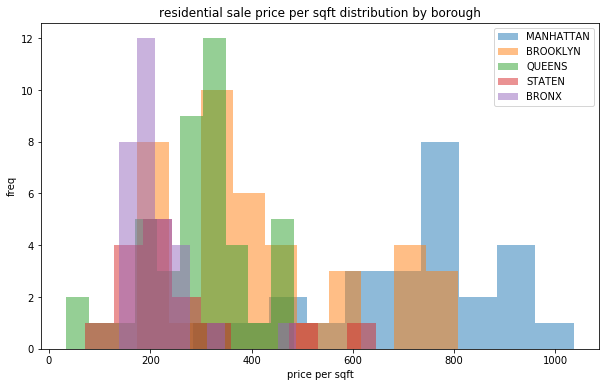 residential sale price per sqft distribution by borough
MANHATTAN
BROOKLYN
QUEENS
STATEN
BRONX
freq
12
10
8
6
4
2
0
0 200 400 600 800 1000
price per sqft